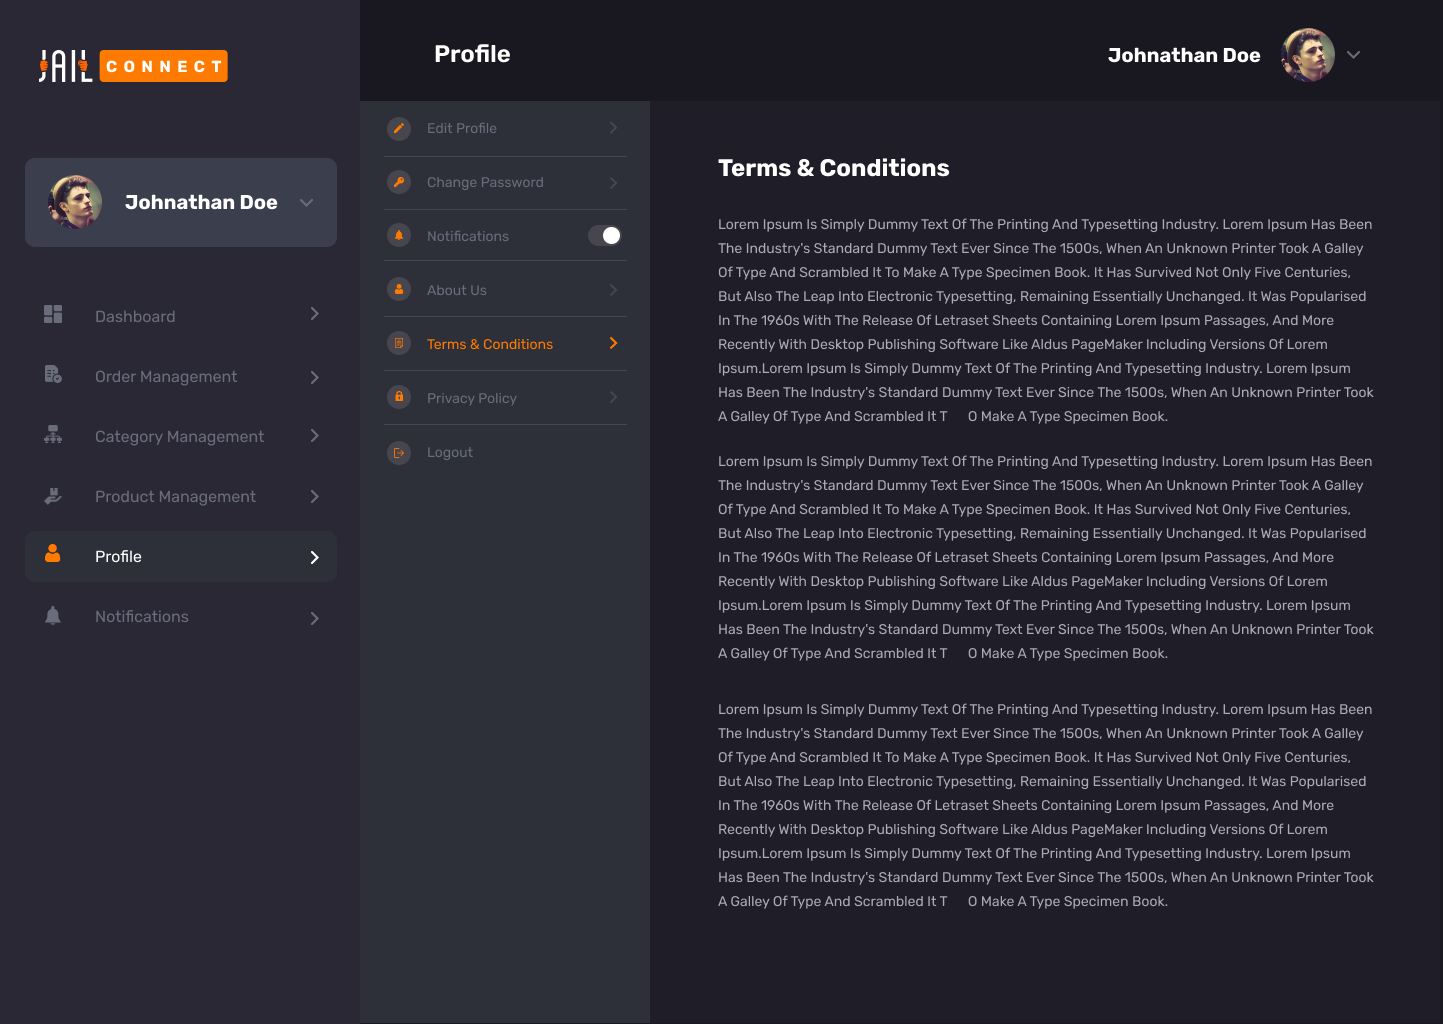 JAIL CONNECT
Profile
Johnathan Doe
Johnathan Doe
Dashboard
Order Management
Category Management
Product Management
Profile
Notifications
Edit Profile
Change Password
Notifications
About Us
Terms & Conditions
Privacy Policy
Logout
Terms & Conditions
Lorem Ipsum Is Simply Dummy Text Of The Printing And Typesetting Industry. Lorem Ipsum Has Been
The Industry's Standard Dummy Text Ever Since The 1500s, When An Unknown Printer Took A Galley
Of Type And Scrambled It To Make A Type Specimen Book. It Has Survived Not Only Five Centuries,
But Also The Leap Into Electronic Typesetting, Remaining Essentially Unchanged. It Was Popularised
In The 1960s With The Release Of Letraset Sheets Containing Lorem Ipsum Passages, And More
Recently With Desktop Publishing Software Like Aldus PageMaker Including Versions Of Lorem
Ipsum.Lorem Ipsum Is Simply Dummy Text Of The Printing And Typesetting Industry. Lorem Ipsum
Has Been The Industry's Standard Dummy Text Ever Since The 1500s, When An Unknown Printer Took
A Galley Of Type And Scrambled It T O Make A Type Specimen Book.
Lorem Ipsum Is Simply Dummy Text Of The Printing And Typesetting Industry. Lorem Ipsum Has Been
The Industry's Standard Dummy Text Ever Since The 1500s, When An Unknown Printer Took A Galley
Of Type And Scrambled It To Make A Type Specimen Book. It Has Survived Not Only Five Centuries,
But Also The Leap Into Electronic Typesetting, Remaining Essentially Unchanged. It Was Popularised
In The 1960s With The Release Of Letraset Sheets Containing Lorem Ipsum Passages, And More
Recently With Desktop Publishing Software Like Aldus PageMaker Including Versions Of Lorem
Ipsum.Lorem Ipsum Is Simply Dummy Text Of The Printing And Typesetting Industry. Lorem Ipsum
Has Been The Industry's Standard Dummy Text Ever Since The 1500s, When An Unknown Printer Took
A Galley Of Type And Scrambled It T O Make A Type Specimen Book.
Lorem Ipsum Is Simply Dummy Text Of The Printing And Typesetting Industry. Lorem Ipsum Has Been
The Industry's Standard Dummy Text Ever Since The 1500s, When An Unknown Printer Took A Galley
Of Type And Scrambled It To Make A Type Specimen Book. It Has Survived Not Only Five Centuries,
But Also The Leap Into Electronic Typesetting, Remaining Essentially Unchanged. It Was Popularised
In The 1960s With The Release Of Letraset Sheets Containing Lorem Ipsum Passages, And More
Recently With Desktop Publishing Software Like Aldus PageMaker Including Versions Of Lorem
Ipsum.Lorem Ipsum Is Simply Dummy Text Of The Printing And Typesetting Industry. Lorem Ipsum
Has Been The Industry's Standard Dummy Text Ever Since The 1500s, When An Unknown Printer Took
A Galley Of Type And Scrambled It T O Make A Type Specimen Book.